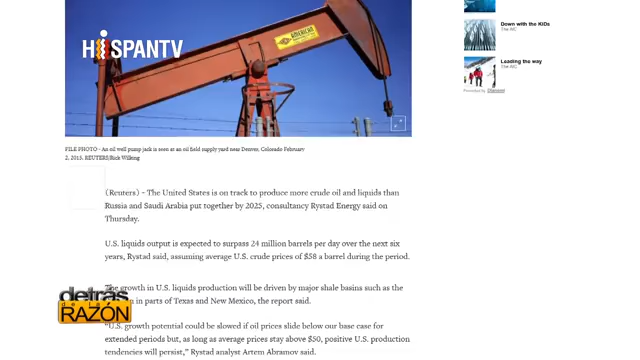 HISPANTV
AMERICAN
Down with the KIDs
The AIC
Leading the way
The AIC
FILE PHOTO - An oil well pump jack is seen at an oil field supply yard near Denver, Colorado February
2, 2015. REUTERS/Rick Wilking
(Reuters) - The United States is on track to produce more crude oil and liquids than
Russia and Saudi Arabia put together by 2025, consultancy Rystad Energy said on
Thursday.
U.S. liquids output is expected to surpass 24 million barrels per day over the next six
years, Rystad said, assuming average U.S. crude prices of $58 a barrel during the period.
The growth in U.S. liquids production will be driven by major shale basins such as the
in parts of Texas and New Mexico, the report said.
detrás
de la
RAZÓN
"U.S. growth potential could be slowed if oil prices slide below our base case for
extended periods but, as long as average prices stay above $50, positive U.S. production
tendencies will persist," Rystad analyst Artem Abramov said.